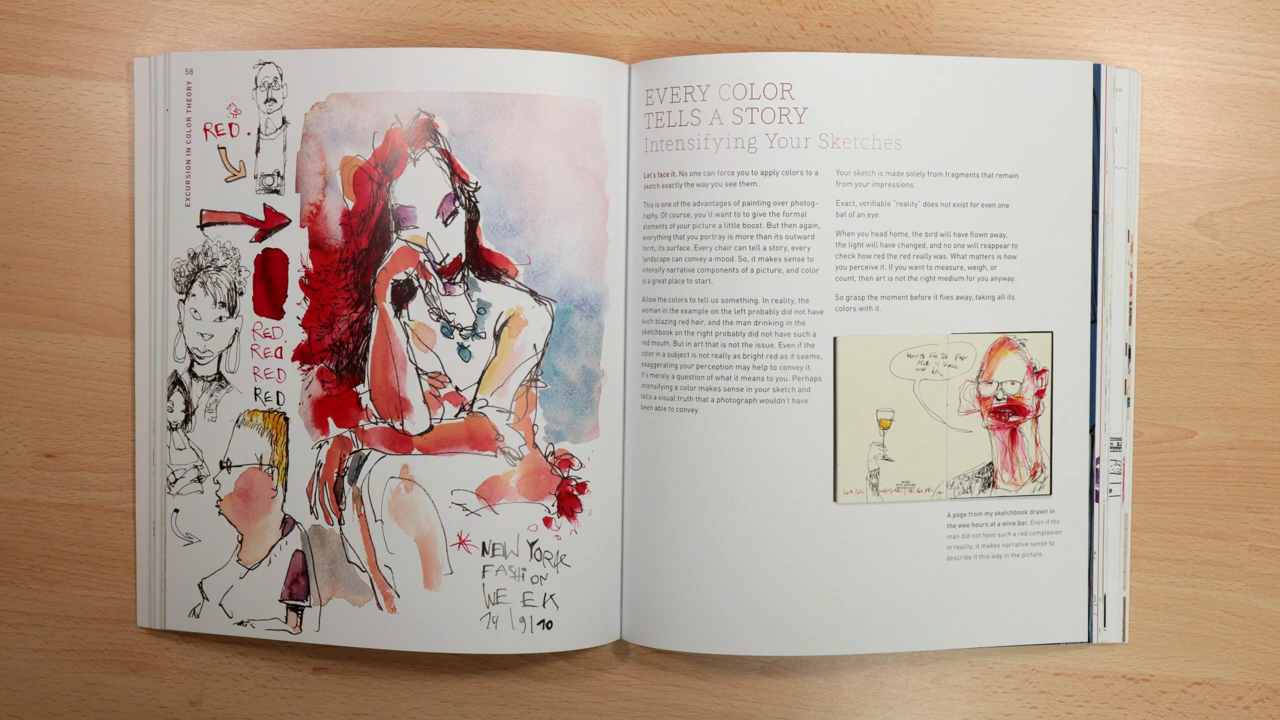 58
EXCURSION IN COLOR THEORY
RED.
RED.
RED
RED
RED
NEW YORK
FASHION
WEEK
14|9|10
EVERY COLOR
TELLS A STORY
Intensifying Your Sketches
Let's face it. No one can force you to apply colors to a
sketch exactly the way you see them.
This is one of the advantages of painting over photog-
raphy. Of course, you'll want to to give the formal
elements of your picture a little boost. But then again,
everything that you portray is more than its outward
form, its surface. Every chair can tell a story, every
landscape can convey a mood. So, it makes sense to
intensify narrative components of a picture, and color
is a great place to start.
Allow the colors to tell us something. In reality, the
woman in the example on the left probably did not have
such blazing red hair, and the man drinking in the
sketchbook on the right probably did not have such a
red mouth. But in art that is not the issue. Even if the
color in a subject is not really as bright red as it seems,
exaggerating your perception may help to convey it.
It's merely a question of what it means to you. Perhaps
intensifying a color makes sense in your sketch and
tells a visual truth that a photograph wouldn't have
been able to convey.
Your sketch is made solely from fragments that remain
from your impressions.
Exact, verifiable "reality" does not exist for even one
bat of an eye.
When you head home, the bird will have flown away,
the light will have changed, and no one will reappear to
check how red the red really was. What matters is how
you perceive it. If you want to measure, weigh, or
count, then art is not the right medium for you anyway.
So grasp the moment before it flies away, taking all its
colors with it.
A page from my sketchbook drawn in
the wee hours at a wine bar. Even if the
man did not have such a red complexion
in reality, it makes narrative sense to
describe it this way in the picture.